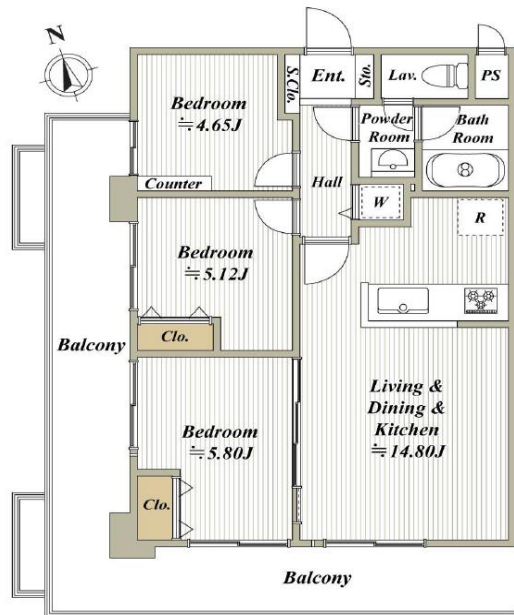 N
Bedroom
≒4.65J
Counter
S.Clo.
Ent.
Sto.
Lav.
PS
Powder
Room
Bath
Room
Hall
W
R
Bedroom
≒5.12J
Clo.
Balcony
Bedroom
≒5.80J
Clo.
Living &
Dining &
Kitchen
≒14.80J
Balcony